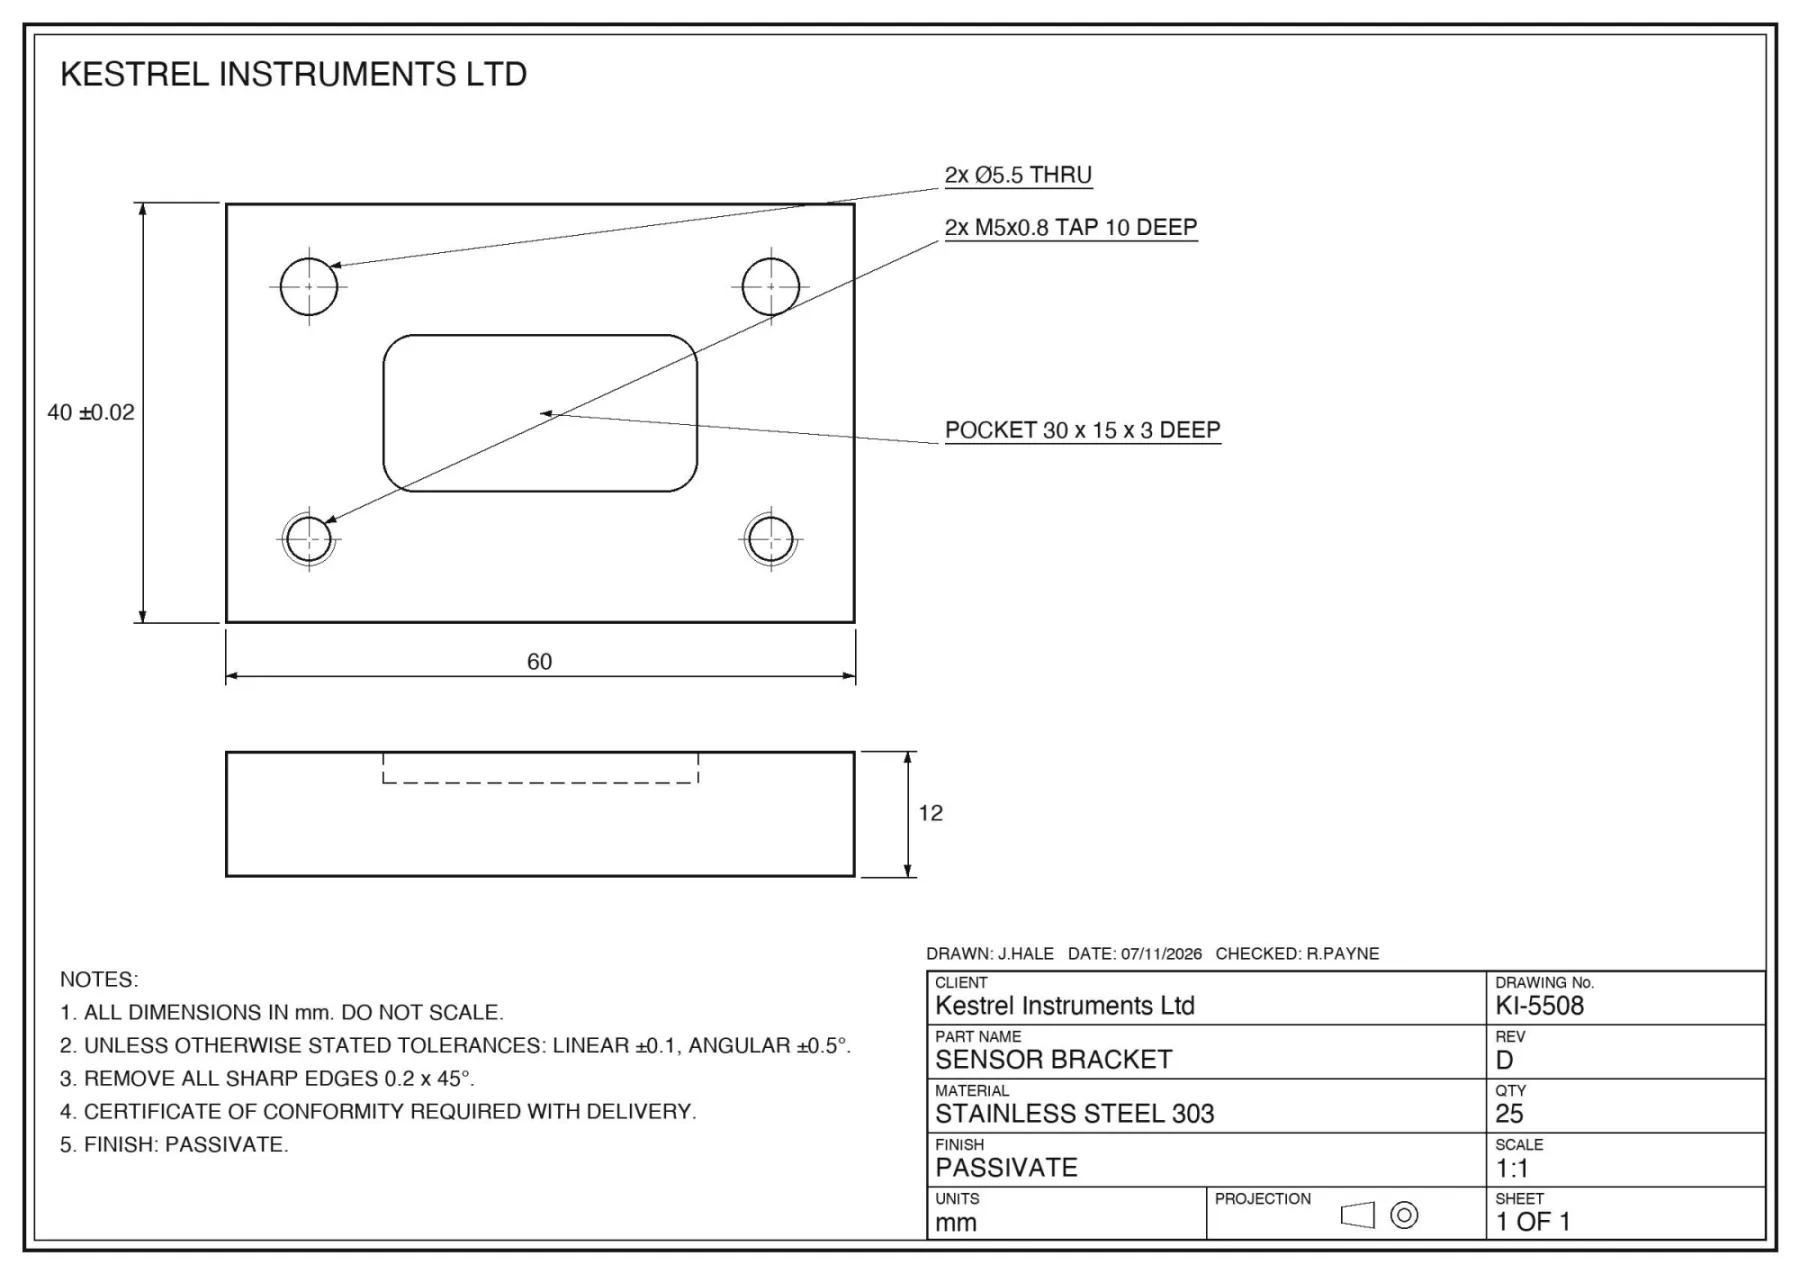 KESTREL INSTRUMENTS LTD
2x Ø5.5 THRU
2x M5x0.8 TAP 10 DEEP
40 ±0.02
POCKET 30 x 15 x 3 DEEP
60
12
NOTES:
1. ALL DIMENSIONS IN mm. DO NOT SCALE.
2. UNLESS OTHERWISE STATED TOLERANCES: LINEAR ±0.1, ANGULAR ±0.5°.
3. REMOVE ALL SHARP EDGES 0.2 x 45°.
4. CERTIFICATE OF CONFORMITY REQUIRED WITH DELIVERY.
5. FINISH: PASSIVATE.
DRAWN: J.HALE DATE: 07/11/2026 CHECKED: R.PAYNE
CLIENT
Kestrel Instruments Ltd
DRAWING No.
KI-5508
PART NAME
SENSOR BRACKET
REV
D
MATERIAL
STAINLESS STEEL 303
QTY
25
FINISH
PASSIVATE
SCALE
1:1
UNITS
mm
PROJECTION
SHEET
1 OF 1